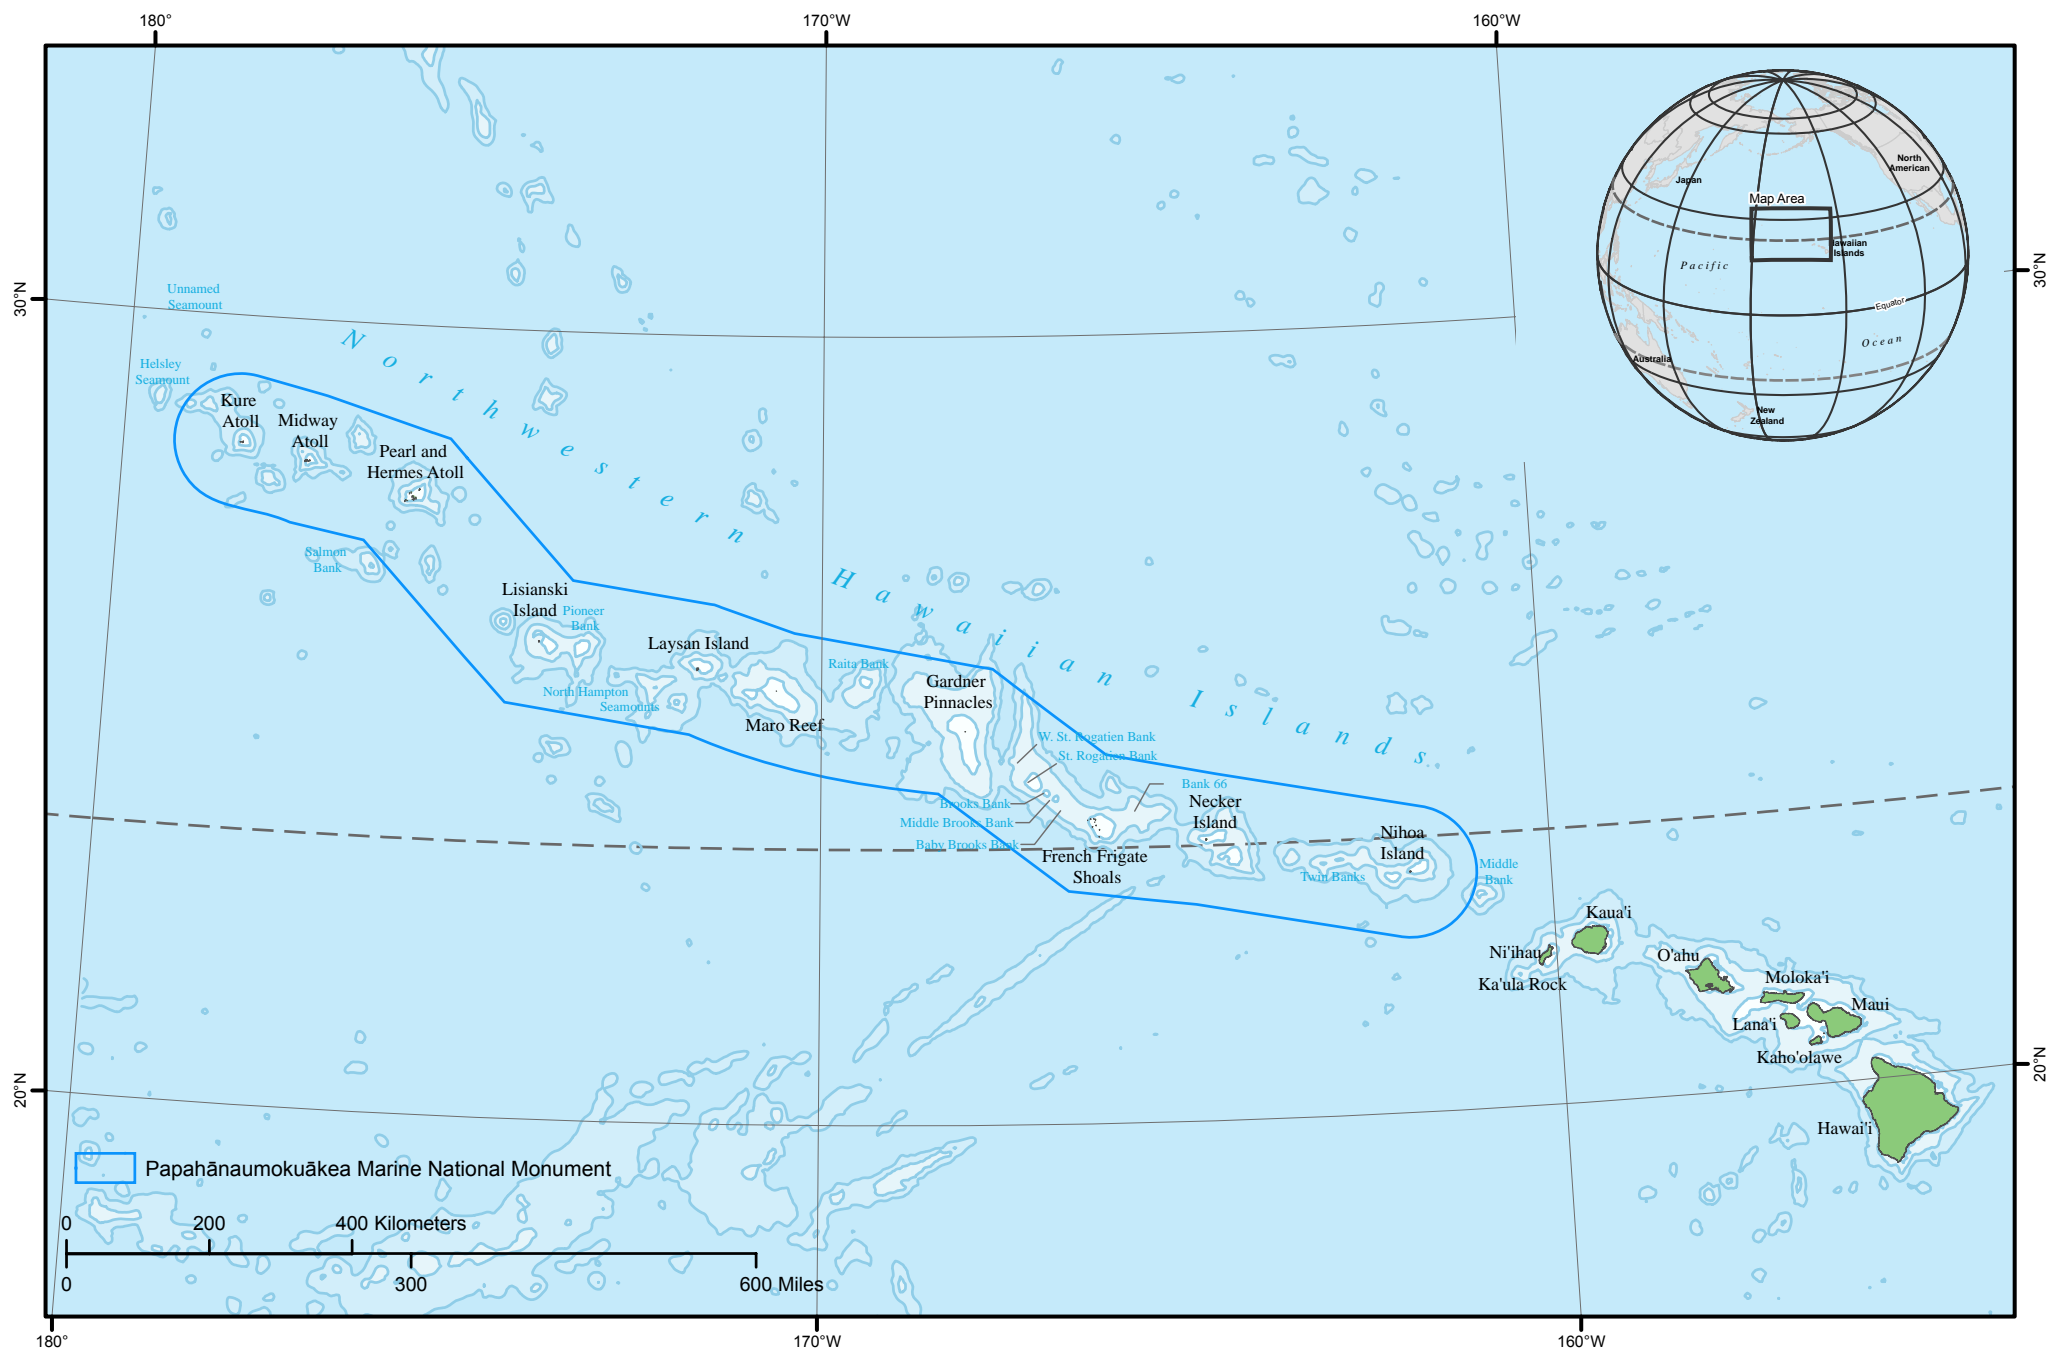 180°
170°W
160°W
30°N
30°N
20°N
20°N
180°
170°W
160°W
Map Area
Japan
North
American
Hawaiian
Islands
Pacific
Equator
Ocean
Australia
New
Zealand
Northwestern Hawaiian Islands
Unnamed
Seamount
Helsley
Seamount
Kure
Atoll
Midway
Atoll
Pearl and
Hermes Atoll
Salmon
Bank
Lisianski
Island
Pioneer
Bank
Laysan Island
North Hampton
Seamounts
Maro Reef
Raita Bank
Gardner
Pinnacles
W. St. Rogatien Bank
St. Rogatien Bank
Brooks Bank
Middle Brooks Bank
Baby Brooks Bank
Bank 66
French Frigate
Shoals
Necker
Island
Twin Banks
Nihoa
Island
Middle
Bank
Kaua'i
Ni'ihau
Ka'ula Rock
O'ahu
Moloka'i
Maui
Lana'i
Kaho'olawe
Hawai'i
Papahānaumokuākea Marine National Monument
0 200 400 Kilometers
0 300 600 Miles